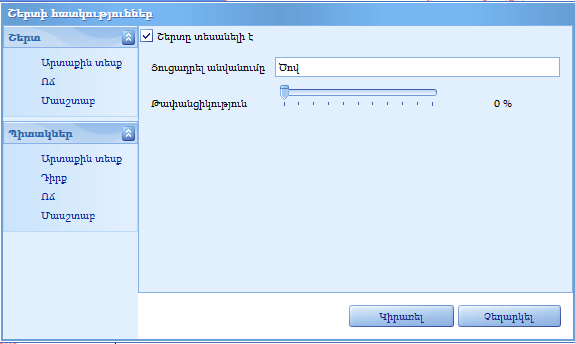 Շերտի հատկություններ
Շերտ
Արտաքին տեսք
Ոճ
Մասշտաբ
Պիտակներ
Արտաքին տեսք
Դիրք
Ոճ
Մասշտաբ
Շերտը տեսանելի է
Ցուցադրել անվանումը Ծով
Թափանցիկություն 0 %
Կիրառել Չեղարկել